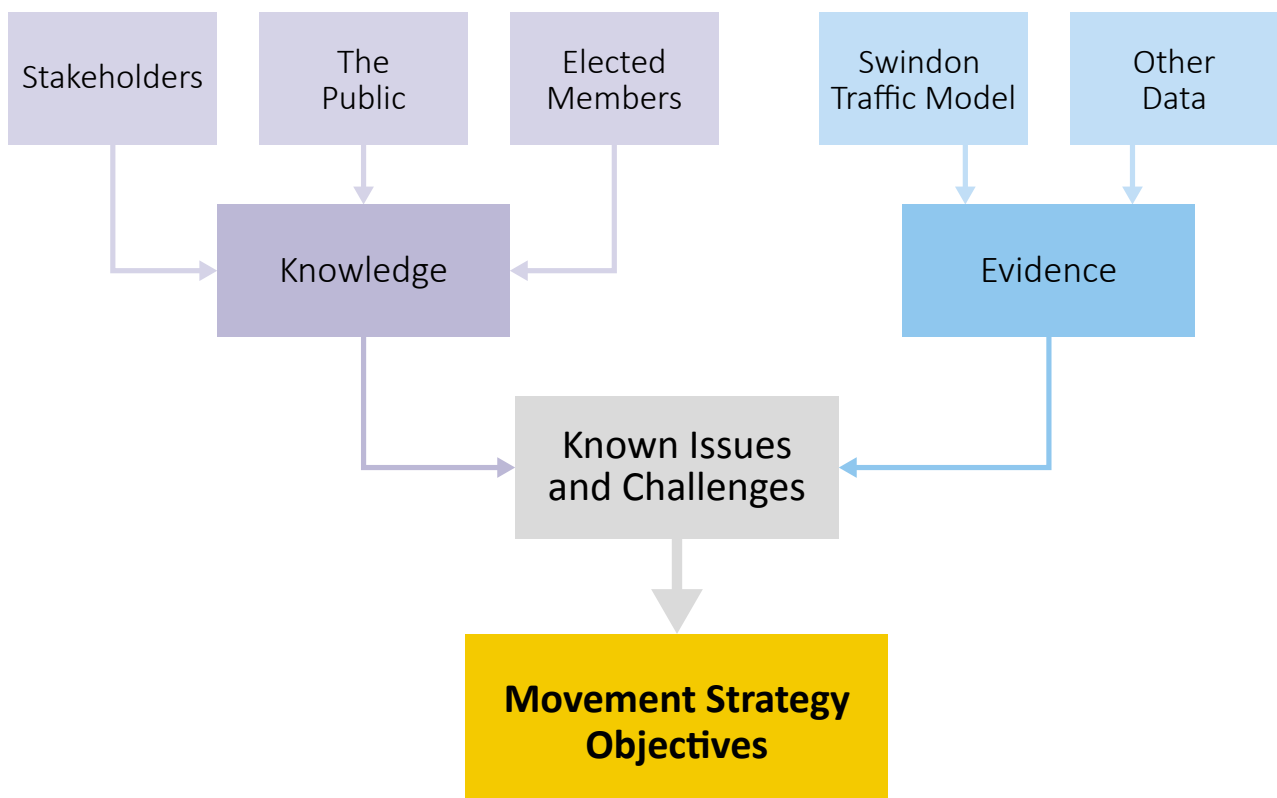 Stakeholders
The
Public
Elected
Members
Swindon
Traffic Model
Other
Data
Knowledge
Evidence
Known Issues
and Challenges
Movement Strategy
Objectives